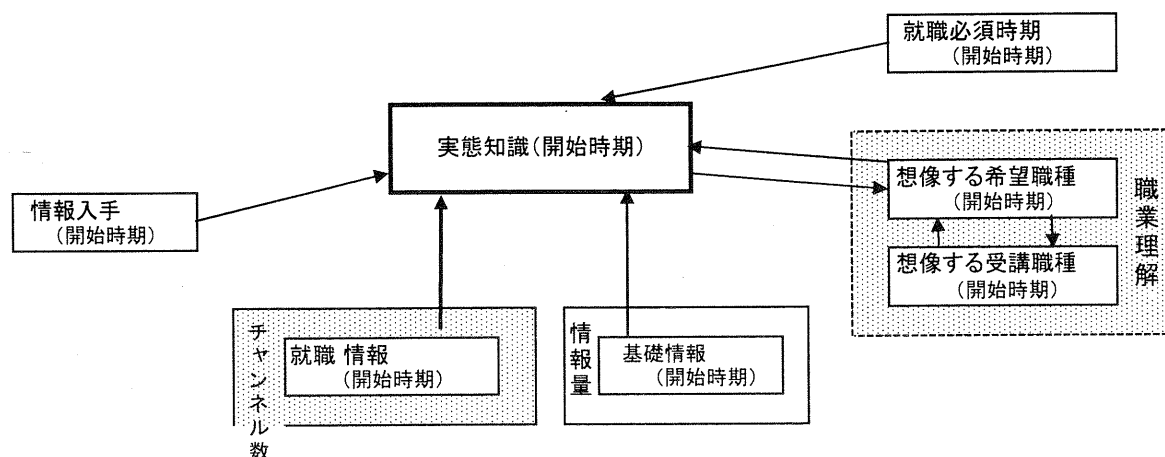 就職必須時期
(開始時期)
実態知識(開始時期)
想像する希望職種
(開始時期)
職業理解
情報入手
(開始時期)
想像する受講職種
(開始時期)
チャンネル数
就職 情報
(開始時期)
情報量
基礎情報
(開始時期)